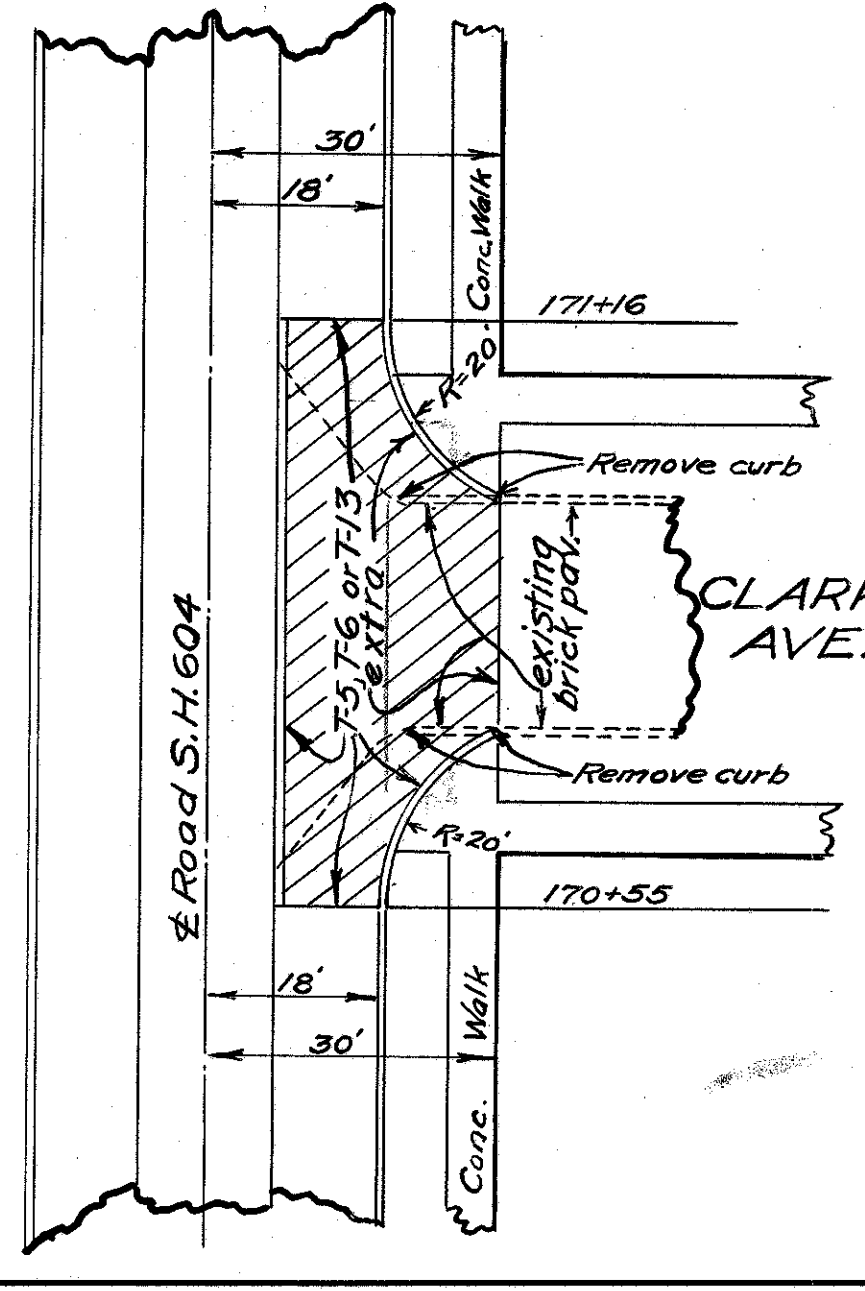 30'
18'
Conc. Walk
171+16
R=20'
Remove curb
T-5, T-6 or T-13
extra
existing
brick pav.
AVE.
℄ Road S.H. 604
Remove curb
R=20'
170+55
18'
30'
Conc. Walk